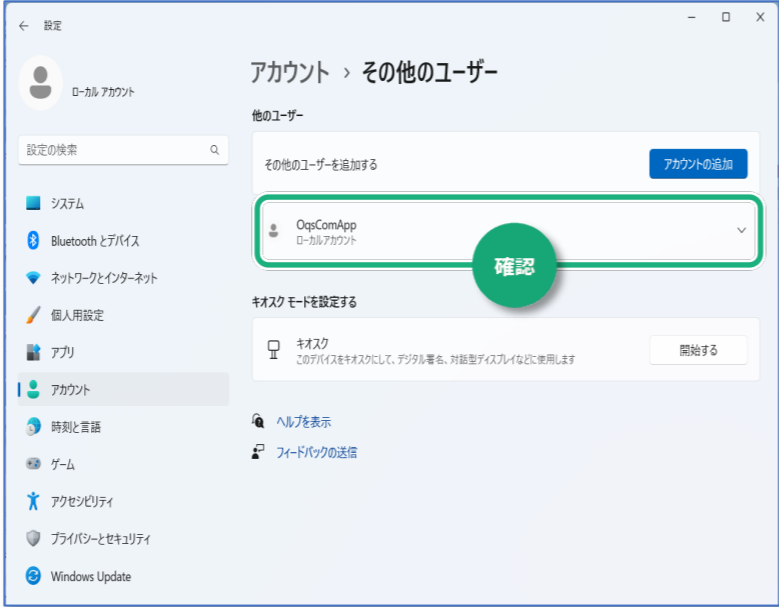 設定
ローカル アカウント
設定の検索
システム
Bluetooth とデバイス
ネットワークとインターネット
個人用設定
アプリ
アカウント
時刻と言語
ゲーム
アクセシビリティ
プライバシーとセキュリティ
Windows Update
アカウント › その他のユーザー
他のユーザー
その他のユーザーを追加する
アカウントの追加
OqsComApp
ローカルアカウント
確認
キオスク モードを設定する
キオスク
このデバイスをキオスクにして、デジタル署名、対話型ディスプレイなどに使用します
開始する
ヘルプを表示
フィードバックの送信